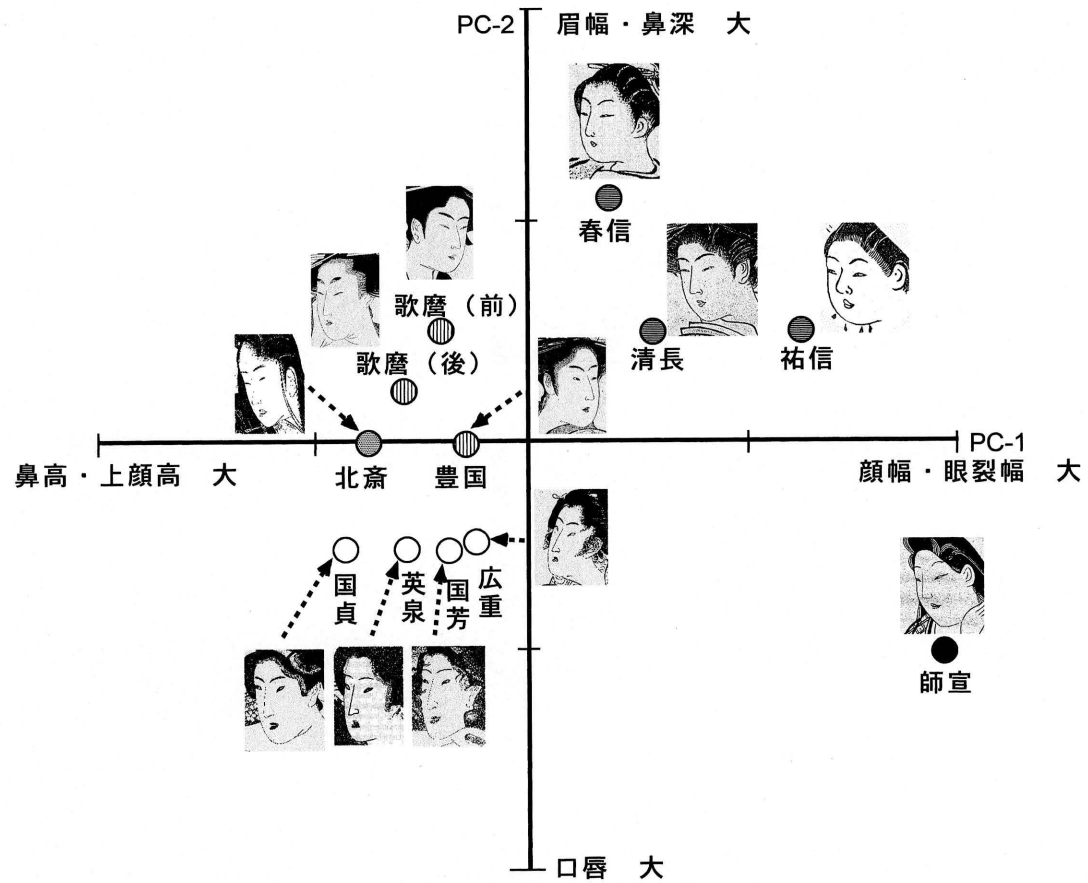 PC-2
眉幅・鼻深 大
春信
歌麿(前)
清長
祐信
歌麿(後)
PC-1
鼻高・上顔高 大
北斎
豊国
顔幅・眼裂幅 大
国貞
英泉
国芳
広重
師宣
口唇 大